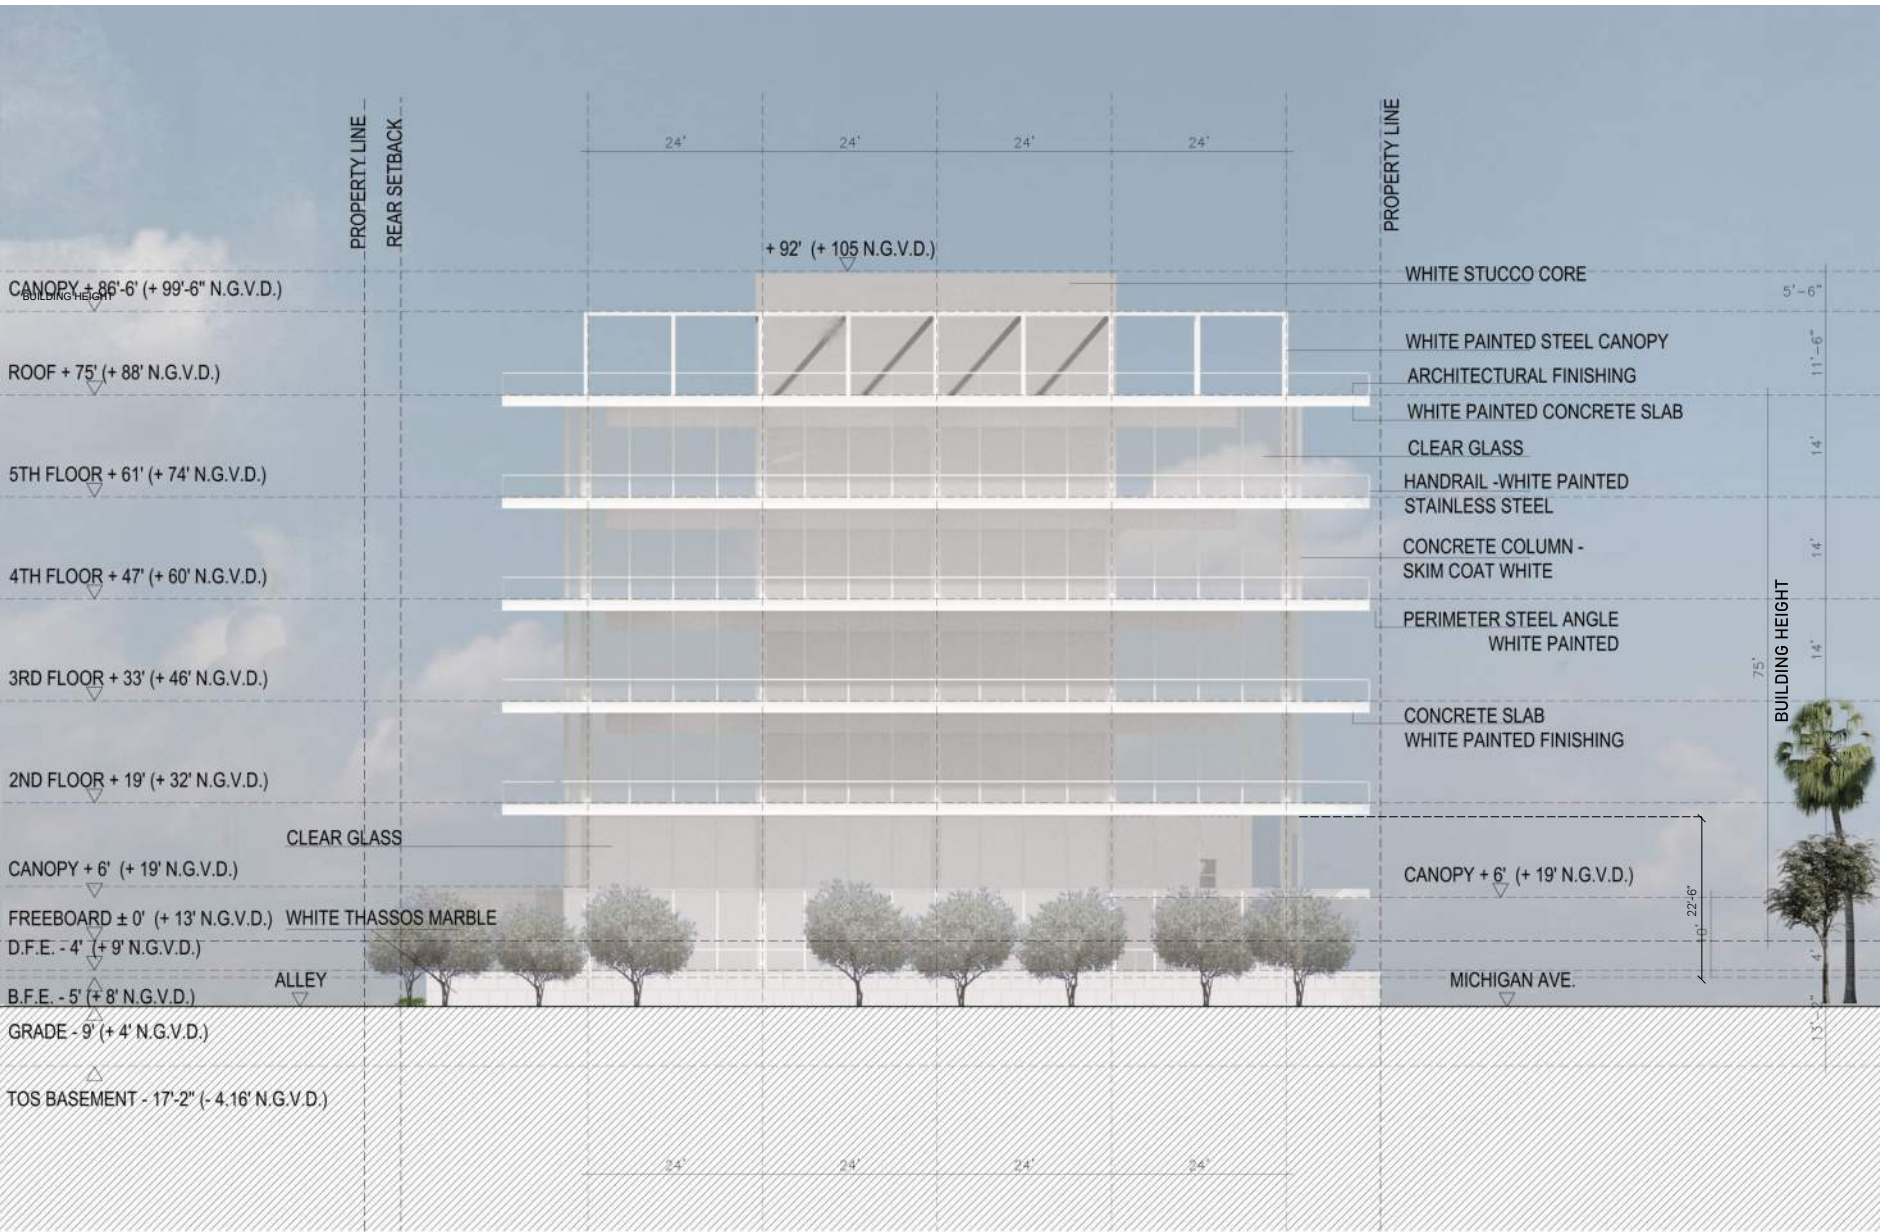 PROPERTY LINE
REAR SETBACK
PROPERTY LINE
24'
24'
24'
24'
+ 92' (+ 105 N.G.V.D.)
CANOPY + 86'-6' (+ 99'-6" N.G.V.D.)
BUILDING HEIGHT
ROOF + 75' (+ 88' N.G.V.D.)
5TH FLOOR + 61' (+ 74' N.G.V.D.)
4TH FLOOR + 47' (+ 60' N.G.V.D.)
3RD FLOOR + 33' (+ 46' N.G.V.D.)
2ND FLOOR + 19' (+ 32' N.G.V.D.)
CLEAR GLASS
CANOPY + 6' (+ 19' N.G.V.D.)
FREEBOARD ± 0' (+ 13' N.G.V.D.)
WHITE THASSOS MARBLE
D.F.E. - 4' (+ 9' N.G.V.D.)
ALLEY
B.F.E. - 5' (+ 8' N.G.V.D.)
GRADE - 9' (+ 4' N.G.V.D.)
TOS BASEMENT - 17'-2" (- 4.16' N.G.V.D.)
WHITE STUCCO CORE
WHITE PAINTED STEEL CANOPY
ARCHITECTURAL FINISHING
WHITE PAINTED CONCRETE SLAB
CLEAR GLASS
HANDRAIL -WHITE PAINTED
STAINLESS STEEL
CONCRETE COLUMN -
SKIM COAT WHITE
PERIMETER STEEL ANGLE
WHITE PAINTED
CONCRETE SLAB
WHITE PAINTED FINISHING
CANOPY + 6' (+ 19' N.G.V.D.)
MICHIGAN AVE.
22'-6"
10'
75'
BUILDING HEIGHT
5'-6"
11'-6"
14'
14'
14'
4'
13'-2"
24'
24'
24'
24'